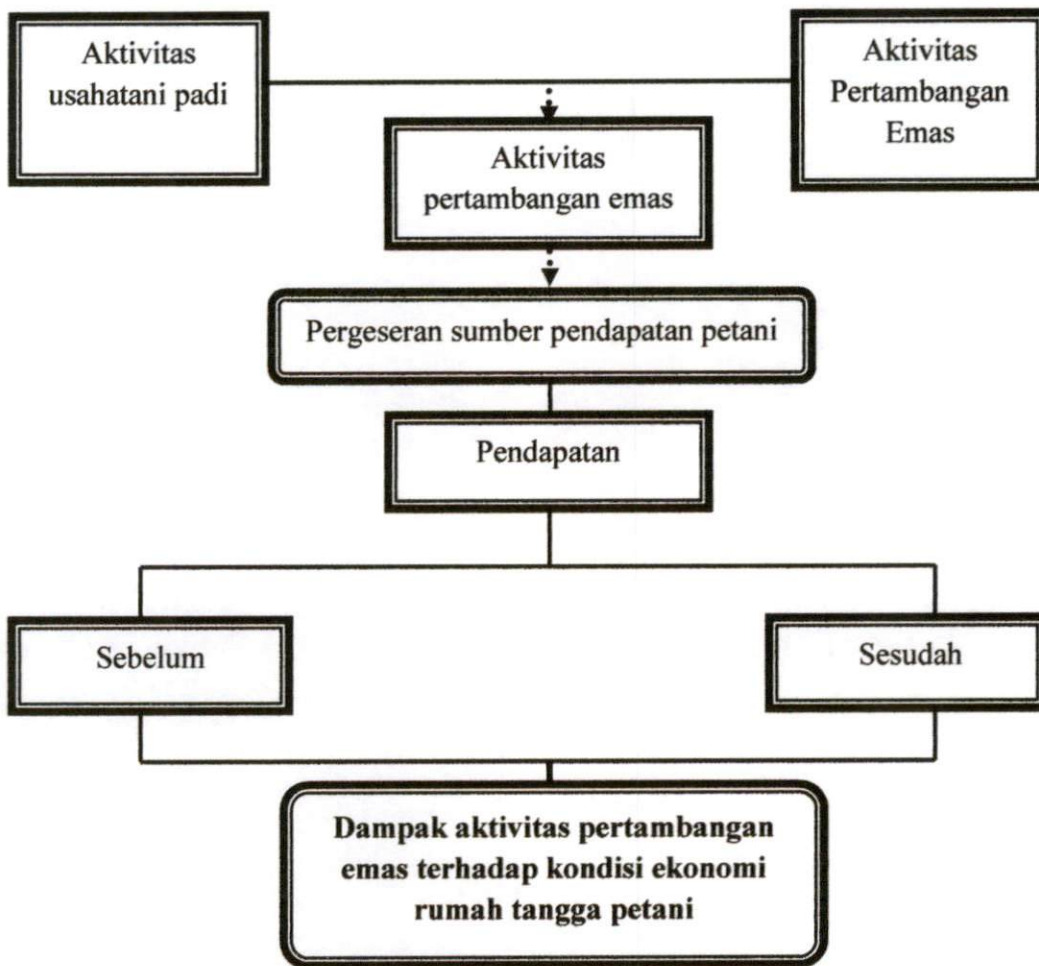 Aktivitas
usahatani padi
Aktivitas
Pertambangan
Emas
Aktivitas
pertambangan emas
Pergeseran sumber pendapatan petani
Pendapatan
Sebelum
Sesudah
Dampak aktivitas pertambangan
emas terhadap kondisi ekonomi
rumah tangga petani